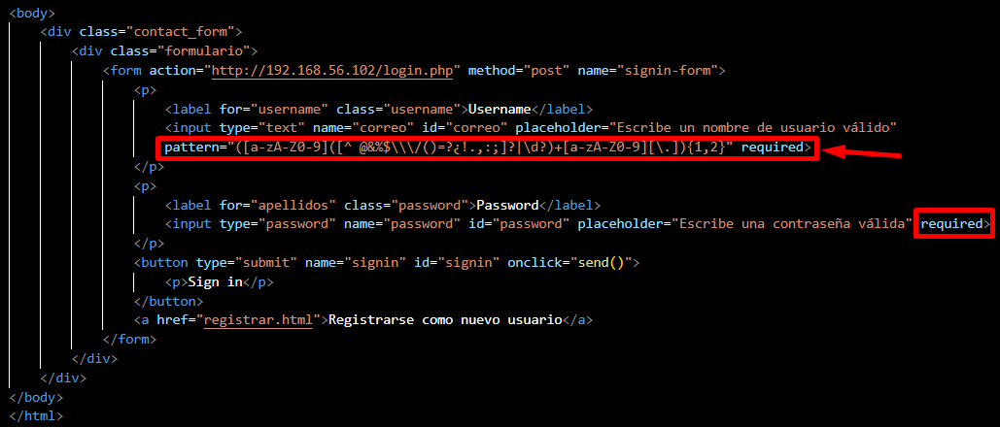 <body>
<div class="contact_form">
<div class="formulario">
<form action="http://192.168.56.102/login.php" method="post" name="signin-form">
<p>
<label for="username" class="username">Username</label>
<input type="text" name="correo" id="correo" placeholder="Escribe un nombre de usuario válido"
pattern="([a-zA-Z0-9]([^ @&%$\\\/()=?¿!.,:;]?|\d?)+[a-zA-Z0-9][\.]){1,2}" required>
</p>
<p>
<label for="apellidos" class="password">Password</label>
<input type="password" name="password" id="password" placeholder="Escribe una contraseña válida" required>
</p>
<button type="submit" name="signin" id="signin" onclick="send()">
<p>Sign in</p>
</button>
<a href="registrar.html">Registrarse como nuevo usuario</a>
</form>
</div>
</div>
</body>
</html>